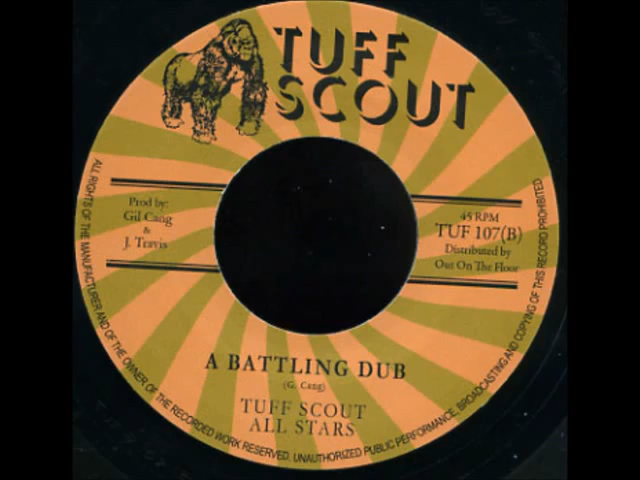 TUFF
SCOUT
Prod by:
Gil Cang
&
J. Travis
45 RPM
TUF 107(B)
Distributed by
Out On The Floor
A BATTLING DUB
(G. Cang)
TUFF SCOUT
ALL STARS
ALL RIGHTS OF THE MANUFACTURER AND OF THE OWNER OF THE RECORDED WORK RESERVED. UNAUTHORIZED PUBLIC PERFORMANCE, BROADCASTING AND COPYING OF THIS RECORD PROHIBITED